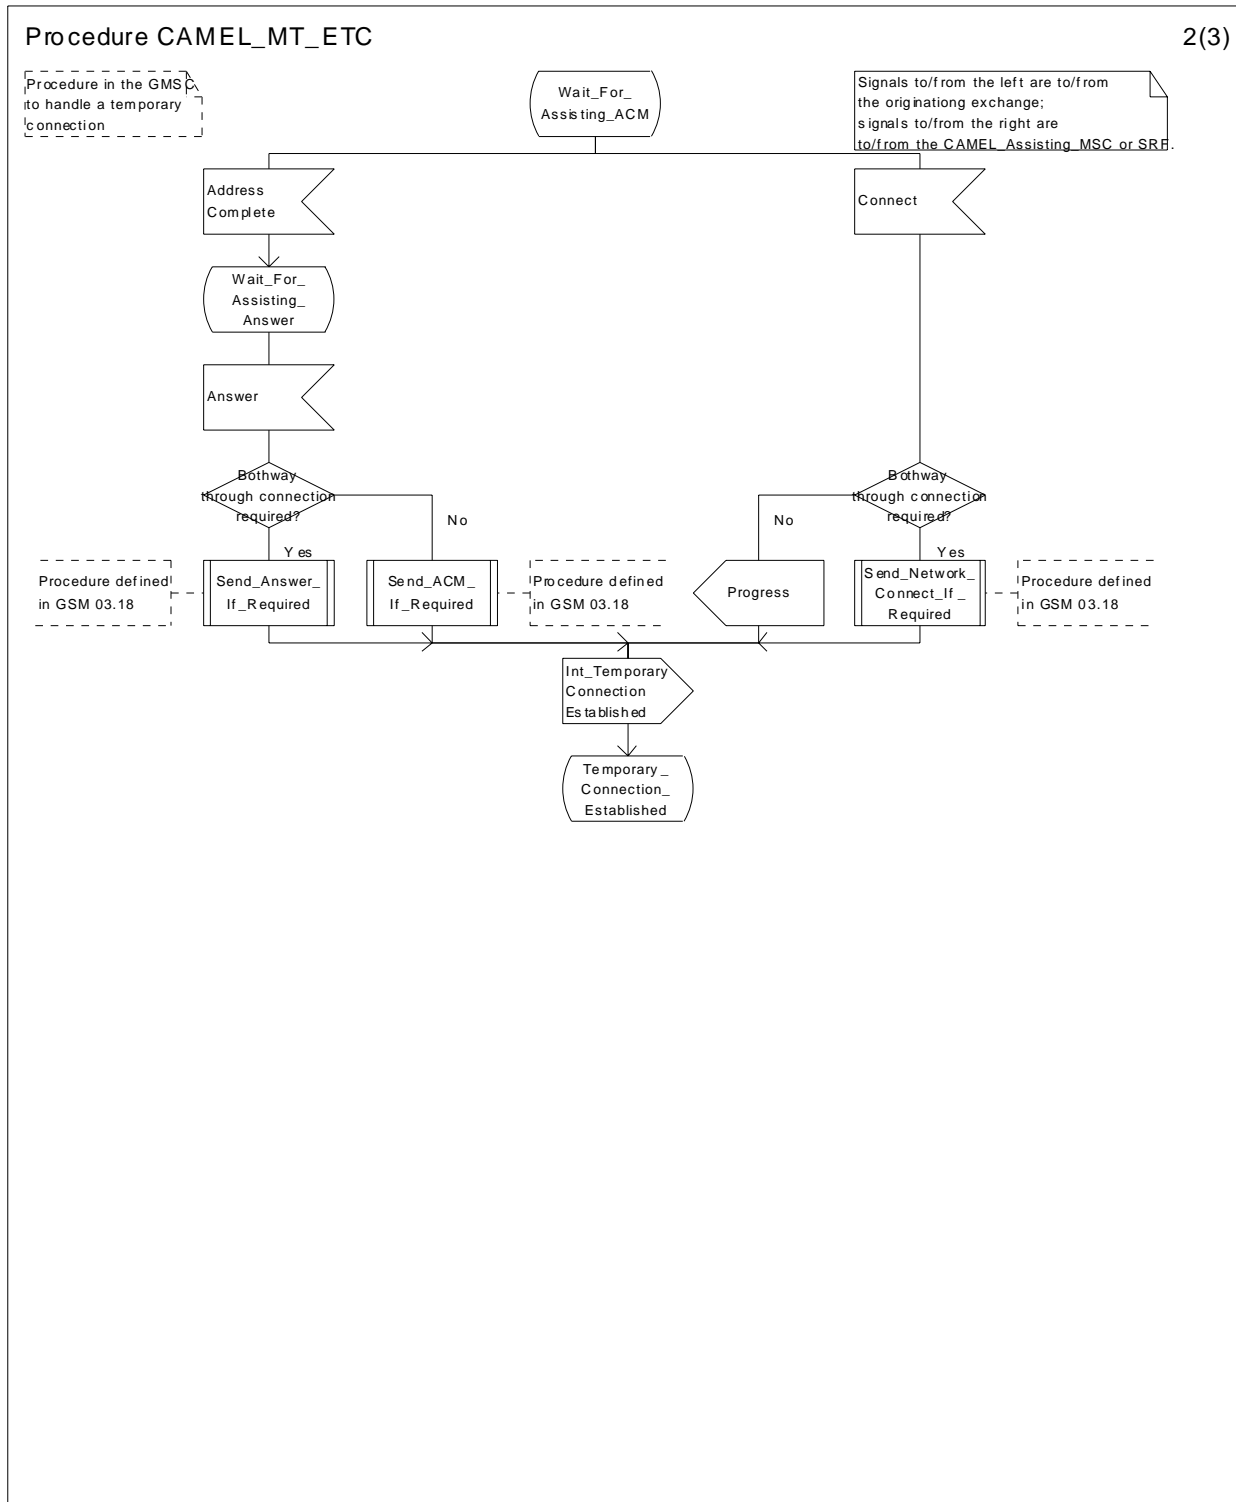 Procedure CAMEL_MT_ETC
2(3)
Procedure in the GMSC
to handle a temporary
connection
Wait_For_
Assisting_ACM
Signals to/from the left are to/from
the originationg exchange;
signals to/from the right are
to/from the CAMEL_Assisting_MSC or SRF.
Address
Complete
Connect
Wait_For_
Assisting_
Answer
Answer
Bothway
through connection
required?
No
Yes
Bothway
through connection
required?
No
Yes
Procedure defined
in GSM 03.18
Send_Answer_
If_Required
Send_ACM_
If_Required
Procedure defined
in GSM 03.18
Progress
Send_Network_
Connect_If_
Required
Procedure defined
in GSM 03.18
Int_Temporary
Connection
Established
Temporary_
Connection_
Established